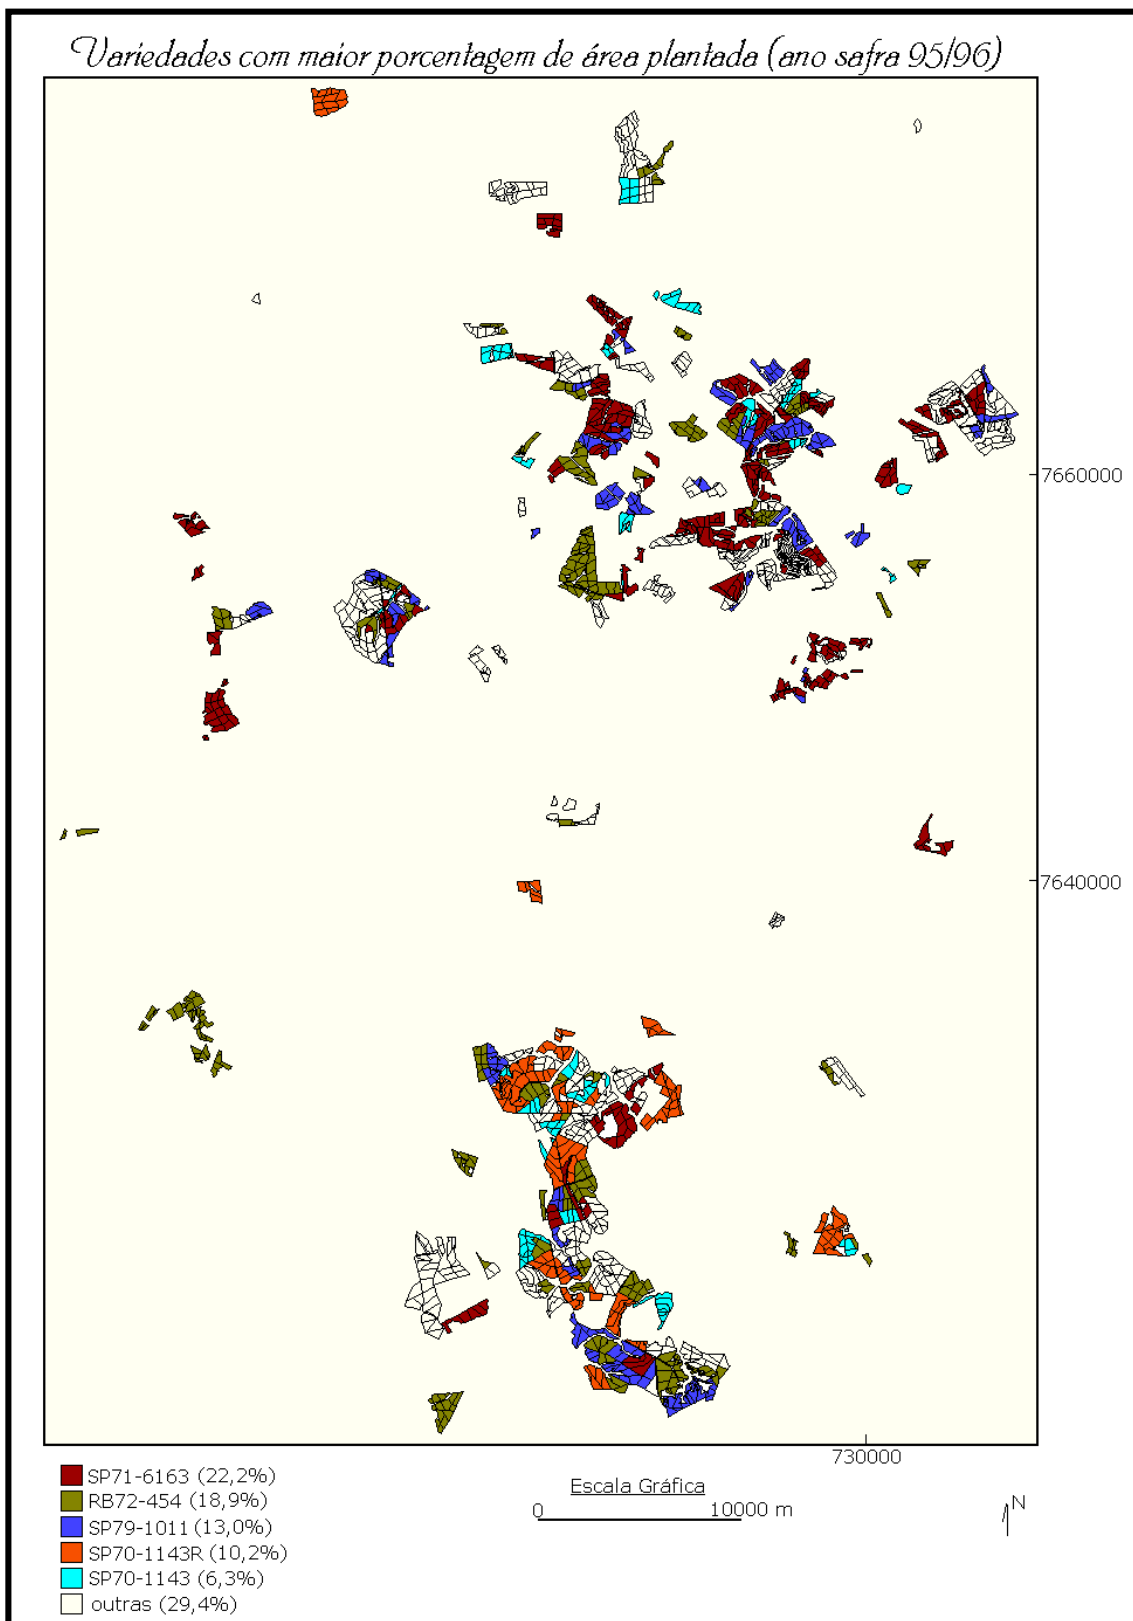 Variedades com maior porcentagem de área plantada (ano safra 95/96)
7660000
7640000
730000
SP71-6163 (22,2%)
RB72-454 (18,9%)
SP79-1011 (13,0%)
SP70-1143R (10,2%)
SP70-1143 (6,3%)
outras (29,4%)
Escala Gráfica
0 10000 m
N